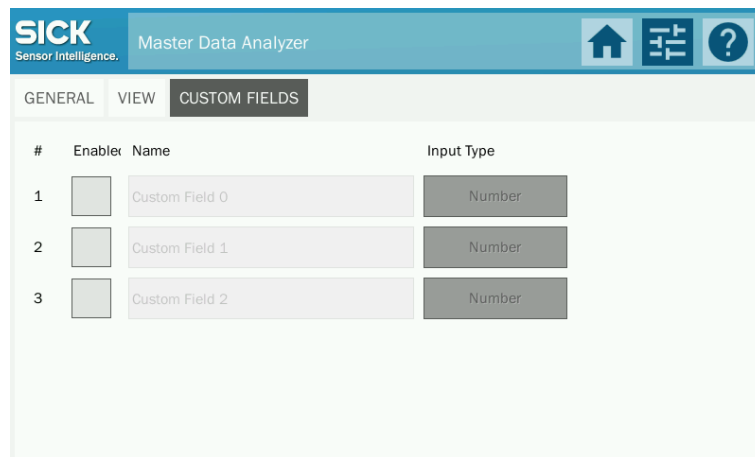 SICK
Sensor Intelligence.
Master Data Analyzer
?
GENERAL VIEW CUSTOM FIELDS
# Enabled Name Input Type
1 Custom Field 0 Number
2 Custom Field 1 Number
3 Custom Field 2 Number